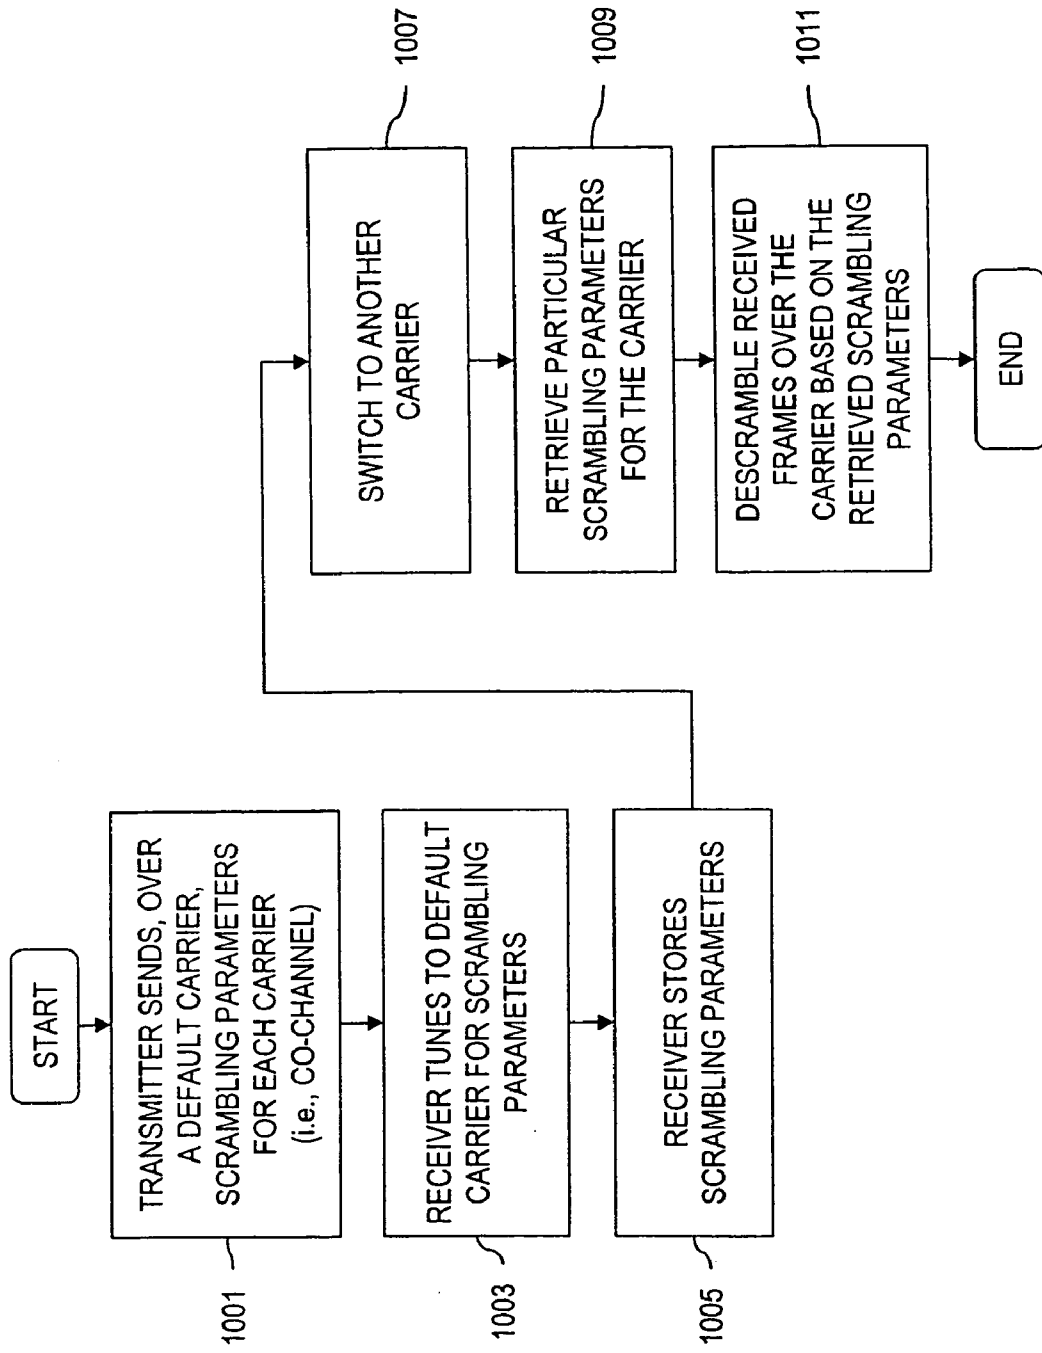 START
TRANSMITTER SENDS, OVER
A DEFAULT CARRIER,
SCRAMBLING PARAMETERS
FOR EACH CARRIER
(i.e., CO-CHANNEL)
1001
RECEIVER TUNES TO DEFAULT
CARRIER FOR SCRAMBLING
PARAMETERS
1003
RECEIVER STORES
SCRAMBLING PARAMETERS
1005
SWITCH TO ANOTHER
CARRIER
1007
RETRIEVE PARTICULAR
SCRAMBLING PARAMETERS
FOR THE CARRIER
1009
DESCRAMBLE RECEIVED
FRAMES OVER THE
CARRIER BASED ON THE
RETRIEVED SCRAMBLING
PARAMETERS
1011
END